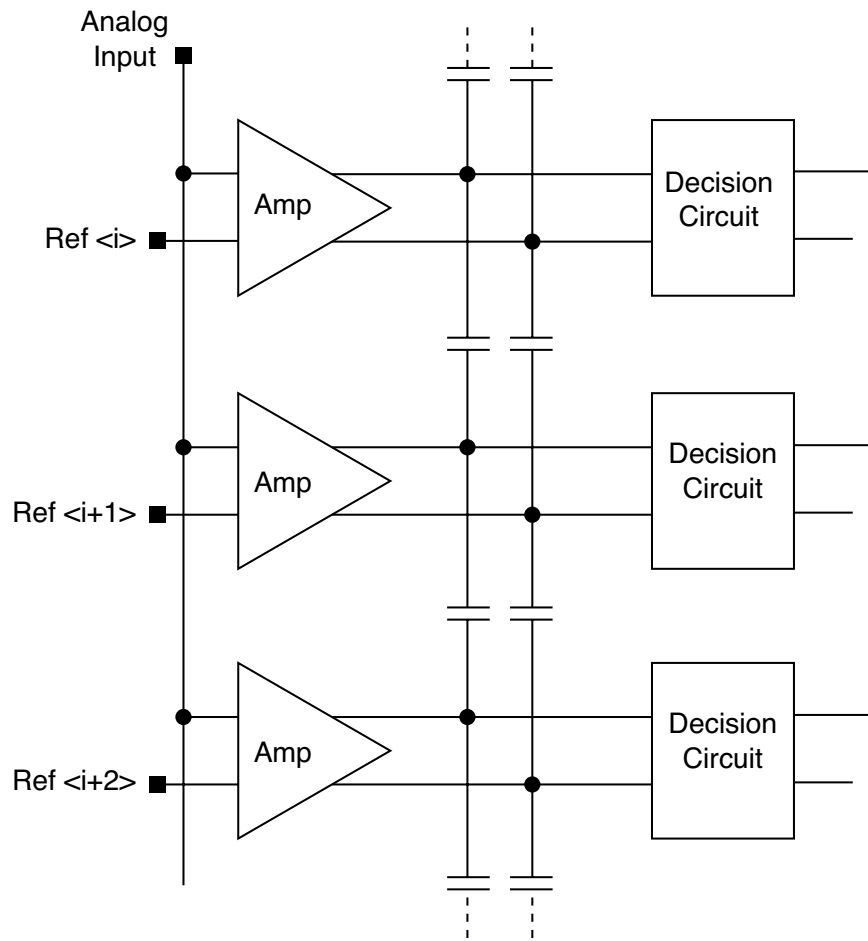 Analog
Input
Amp
Decision
Circuit
Ref <i>
Amp
Decision
Circuit
Ref <i+1>
Amp
Decision
Circuit
Ref <i+2>